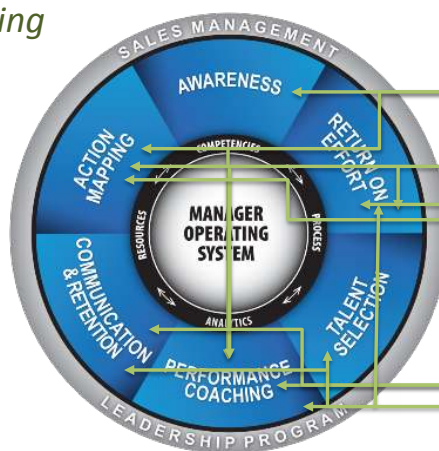 ing
SALES MANAGEMENT
AWARENESS
RETURN ON
EFFORT
ACTION
MAPPING
COMPETENCIES
RESOURCES
MANAGER
OPERATING
SYSTEM
PROCESS
ANALYTICS
COMMUNICATION
& RETENTION
TALENT
SELECTION
PERFORMANCE
COACHING
LEADERSHIP PROGRAM